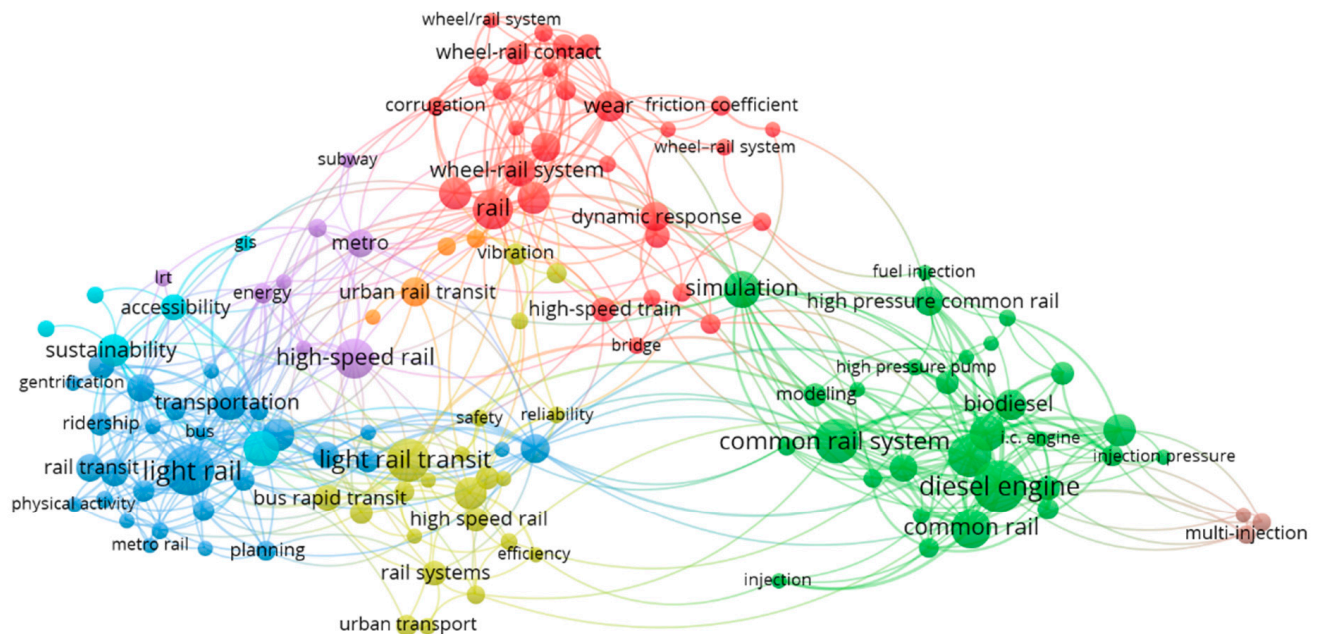 wheel/rail system
wheel-rail contact
corrugation
wear
friction coefficient
wheel–rail system
subway
wheel-rail system
rail
dynamic response
gis
metro
vibration
lrt
fuel injection
energy
urban rail transit
simulation
accessibility
high-speed train
high pressure common rail
sustainability
high-speed rail
bridge
gentrification
high pressure pump
transportation
modeling
biodiesel
ridership
bus
safety
reliability
common rail system
i.c. engine
rail transit
light rail
light rail transit
injection pressure
physical activity
bus rapid transit
diesel engine
metro rail
planning
high speed rail
common rail
multi-injection
efficiency
rail systems
injection
urban transport